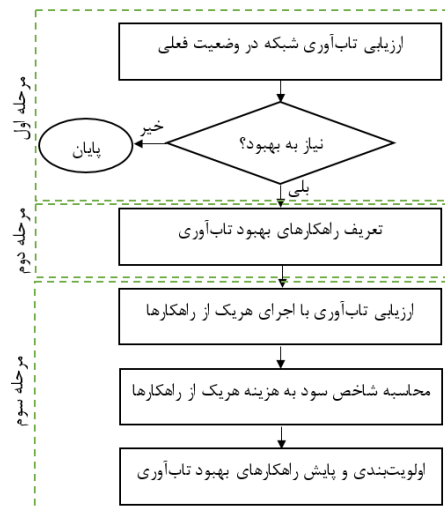 مرحله اول
ارزیابی تاب‌آوری شبکه در وضعیت فعلی
نیاز به بهبود؟
خیر
پایان
بلی
مرحله دوم
تعریف راهکارهای بهبود تاب‌آوری
مرحله سوم
ارزیابی تاب‌آوری با اجرای هریک از راهکارها
محاسبه شاخص سود به هزینه هریک از راهکارها
اولویت‌بندی و پایش راهکارهای بهبود تاب‌آوری